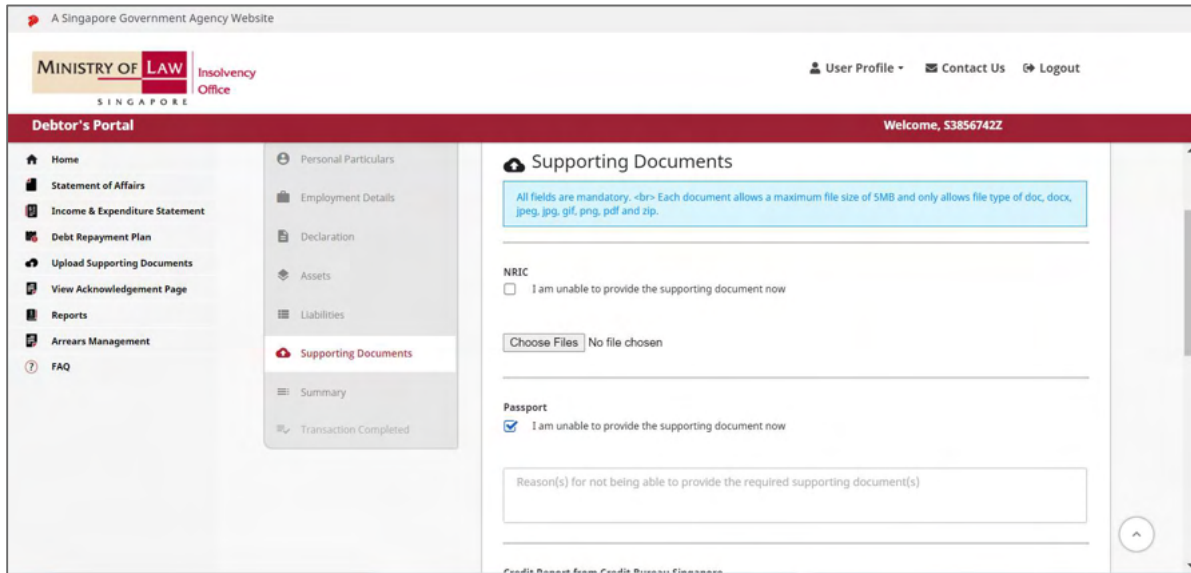 A Singapore Government Agency Website
MINISTRY OF LAW
SINGAPORE
Insolvency
Office
User Profile
Contact Us
Logout
Debtor's Portal
Welcome, S3856742Z
Home
Statement of Affairs
Income & Expenditure Statement
Debt Repayment Plan
Upload Supporting Documents
View Acknowledgement Page
Reports
Arrears Management
? FAQ
Personal Particulars
Employment Details
Declaration
Assets
Liabilities
Supporting Documents
Summary
Transaction Completed
Supporting Documents
All fields are mandatory. <br> Each document allows a maximum file size of 5MB and only allows file type of doc, docx,
jpeg, jpg, gif, png, pdf and zip.
NRIC
I am unable to provide the supporting document now
Choose Files No file chosen
Passport
I am unable to provide the supporting document now
Reason(s) for not being able to provide the required supporting document(s)
Credit Report from Credit Bureau Singapore